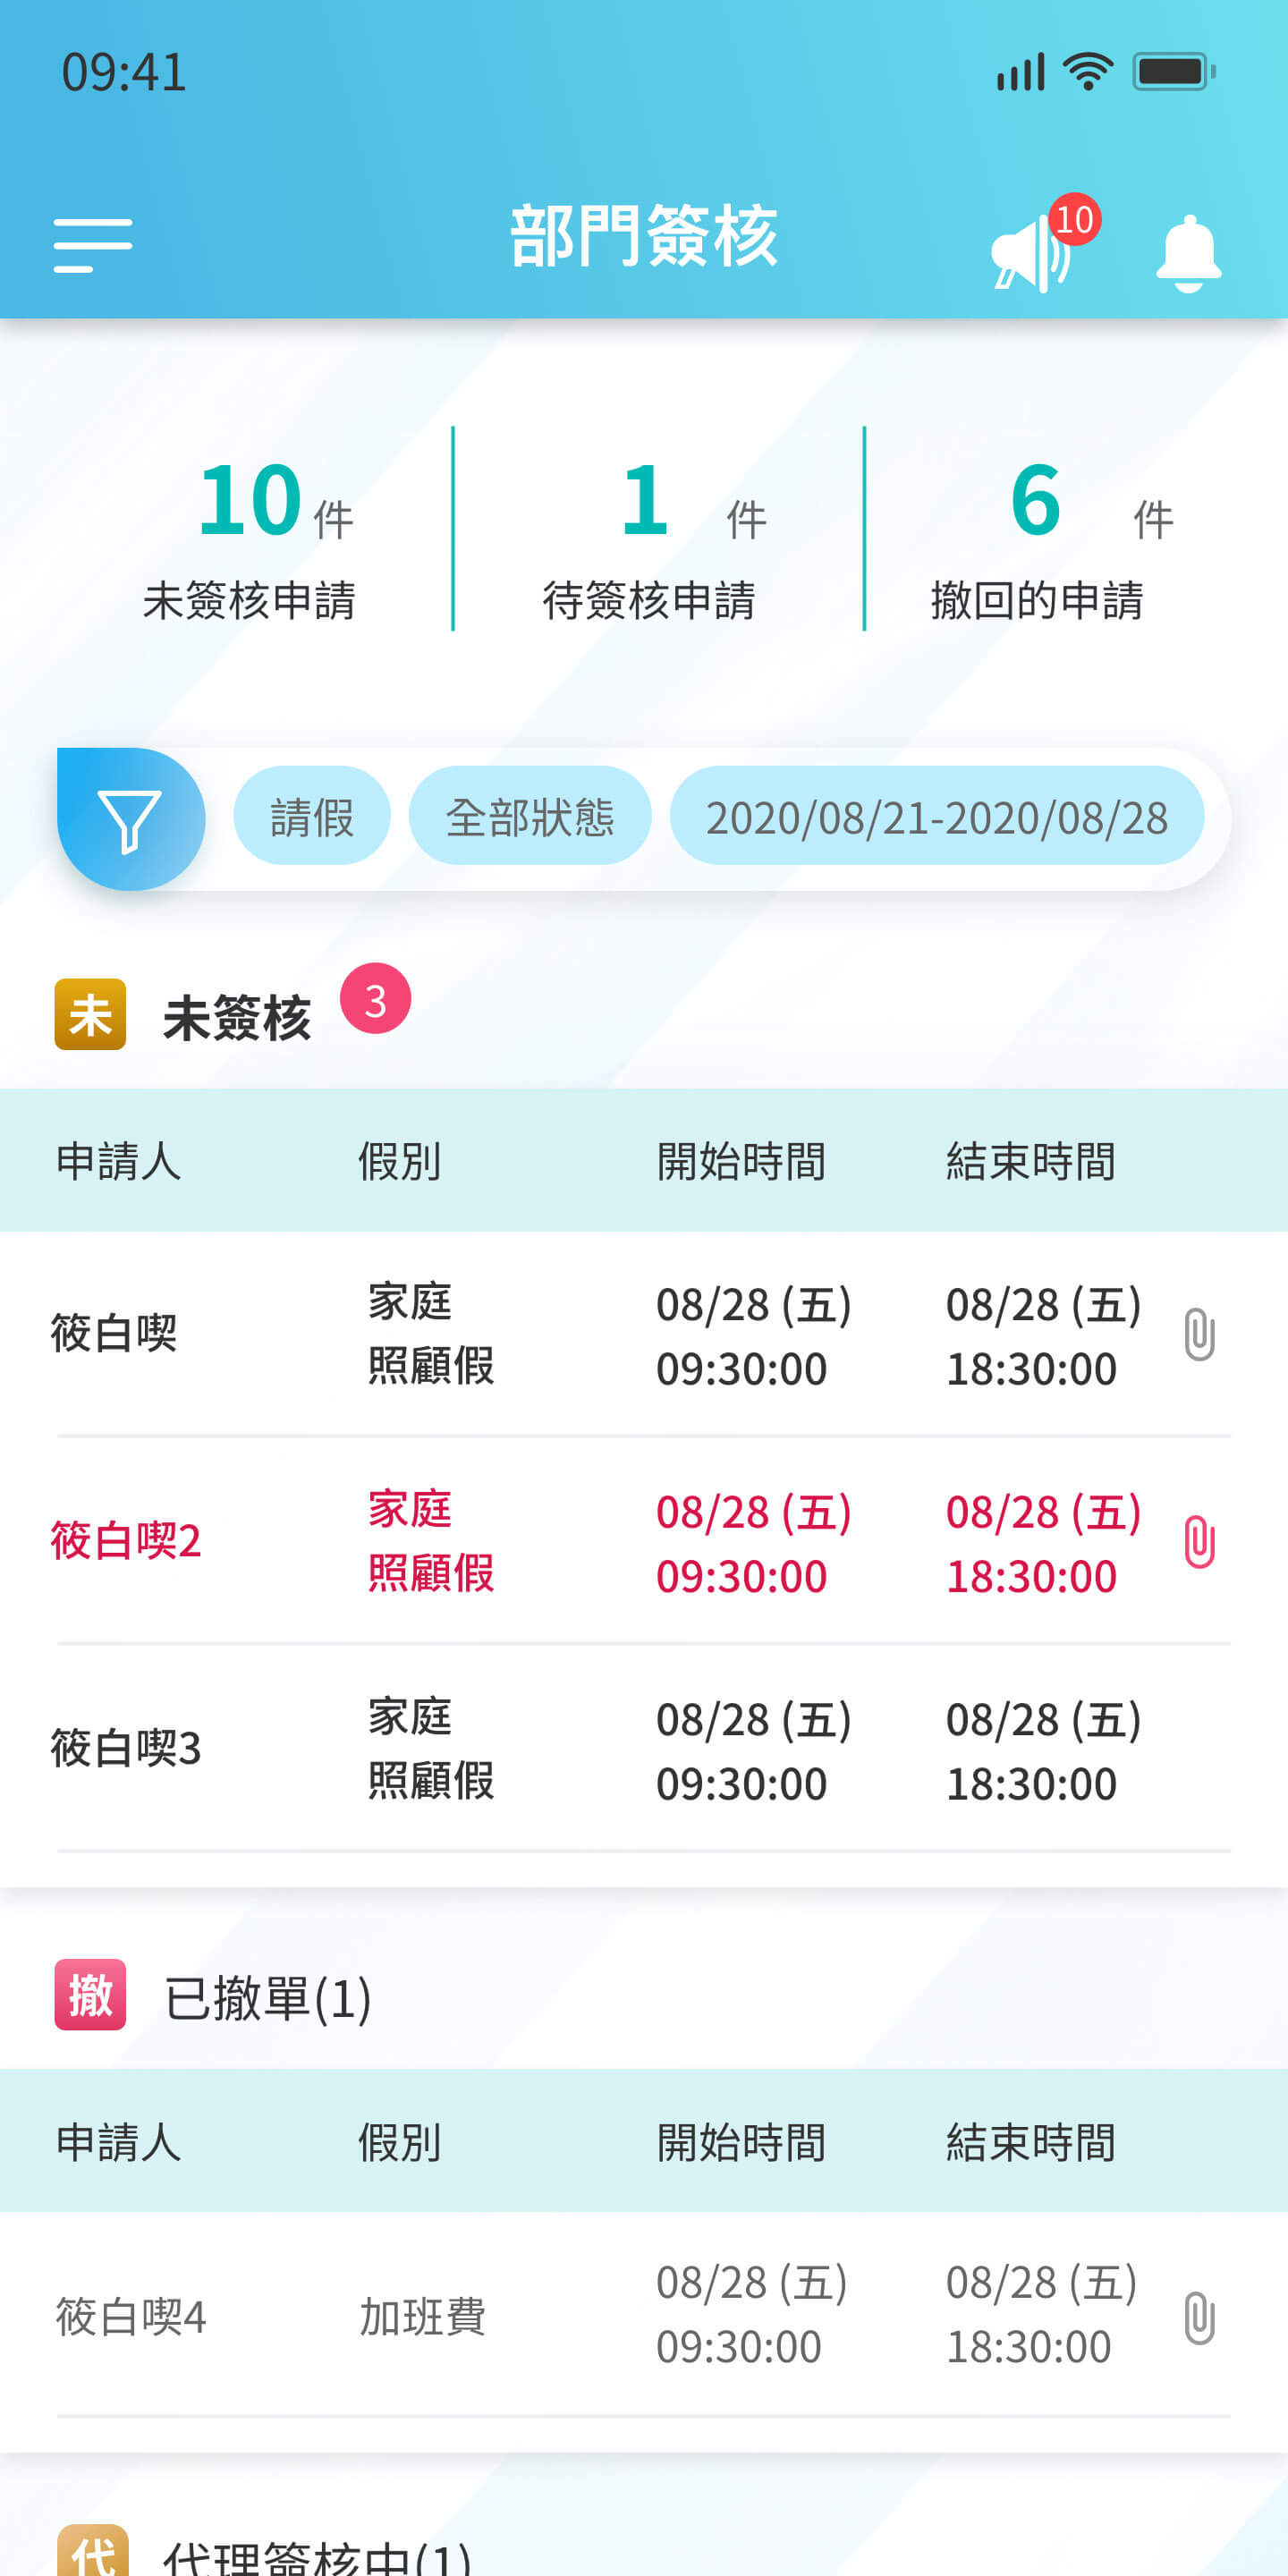 09:41
部門簽核
10
10 件
1 件
6 件
未簽核申請
待簽核申請
撤回的申請
請假
全部狀態
2020/08/21-2020/08/28
未 未簽核 3
申請人 假別 開始時間 結束時間
筱白喫
家庭
照顧假
08/28 (五)
09:30:00
08/28 (五)
18:30:00
筱白喫2
家庭
照顧假
08/28 (五)
09:30:00
08/28 (五)
18:30:00
筱白喫3
家庭
照顧假
08/28 (五)
09:30:00
08/28 (五)
18:30:00
撤 已撤單(1)
申請人 假別 開始時間 結束時間
筱白喫4
加班費
08/28 (五)
09:30:00
08/28 (五)
18:30:00
代 代理簽核中(1)